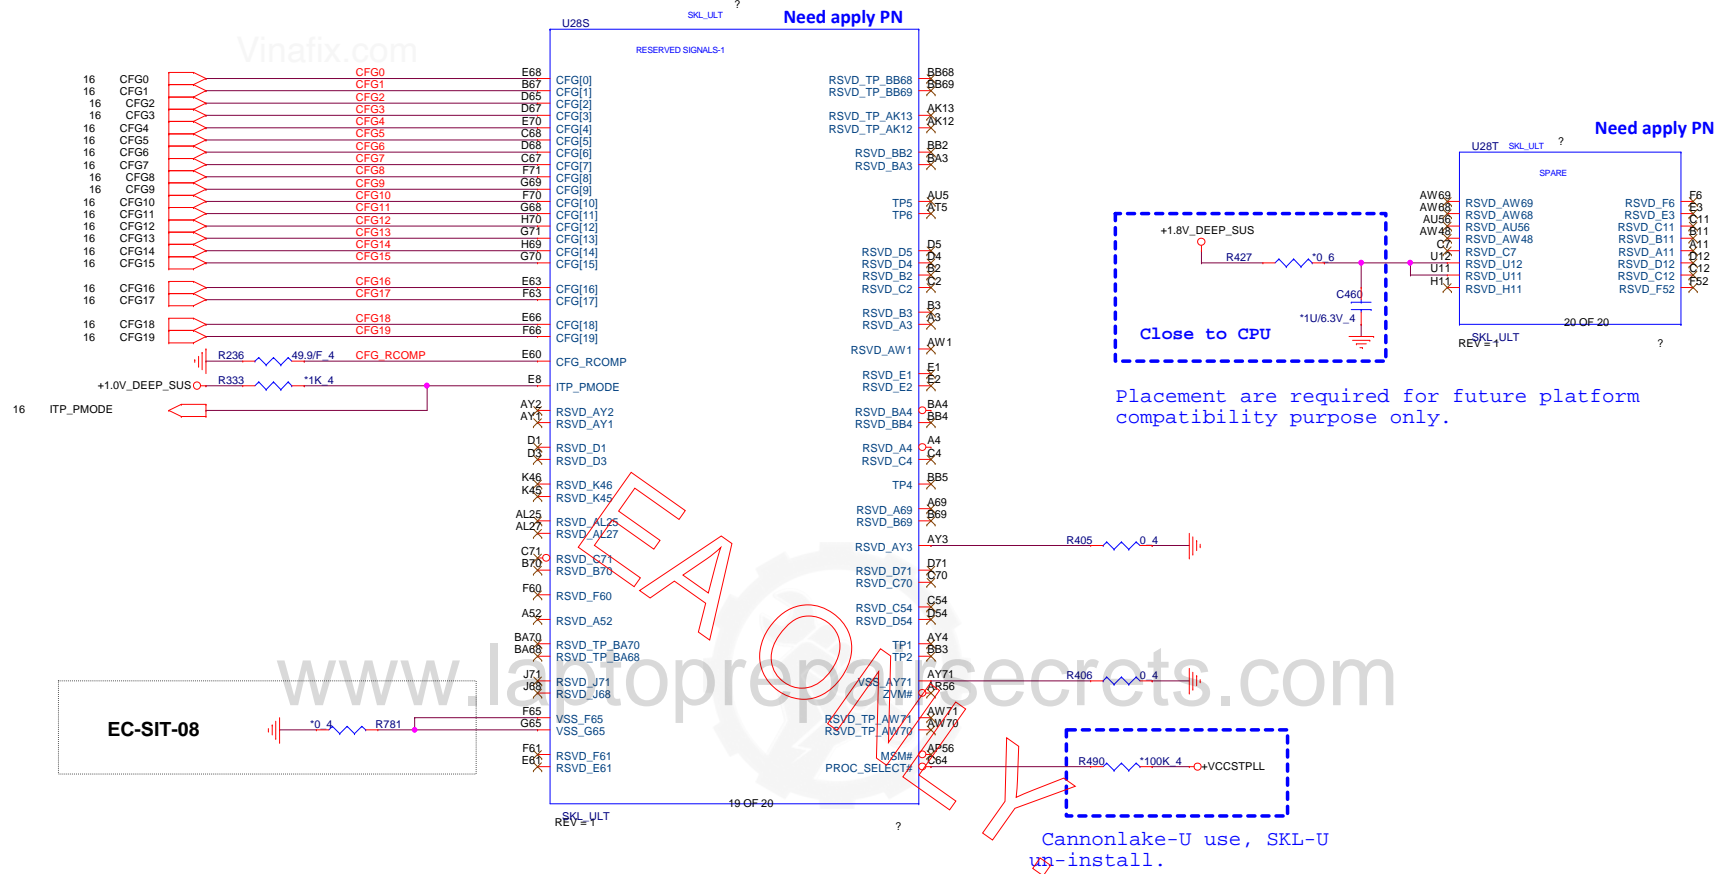 ?
SKL_ULT
Need apply PN
U28S
RESERVED SIGNALS-1
Vinafix.com
16 CFG0 CFG0 E68 CFG[0] RSVD_TP_BB68 BB68
16 CFG1 CFG1 B67 CFG[1] RSVD_TP_BB69 BB69
16 CFG2 CFG2 D65 CFG[2]
16 CFG3 CFG3 D67 CFG[3] RSVD_TP_AK13 AK13
16 CFG4 CFG4 E70 CFG[4] RSVD_TP_AK12 AK12
16 CFG5 CFG5 C68 CFG[5]
16 CFG6 CFG6 D68 CFG[6] RSVD_BB2 BB2
16 CFG7 CFG7 C67 CFG[7] RSVD_BA3 BA3
16 CFG8 CFG8 F71 CFG[8]
16 CFG9 CFG9 G69 CFG[9]
16 CFG10 CFG10 F70 CFG[10] TP5 AU5
16 CFG11 CFG11 G68 CFG[11] TP6 AT5
16 CFG12 CFG12 H70 CFG[12]
16 CFG13 CFG13 G71 CFG[13]
16 CFG14 CFG14 H69 CFG[14] RSVD_D5 D5
16 CFG15 CFG15 G70 CFG[15] RSVD_D4 D4
RSVD_B2 B2
16 CFG16 CFG16 E63 CFG[16] RSVD_C2 C2
16 CFG17 CFG17 F63 CFG[17]
RSVD_B3 B3
16 CFG18 CFG18 E66 CFG[18] RSVD_A3 A3
16 CFG19 CFG19 F66 CFG[19]
RSVD_AW1 AW1
R236 49.9/F_4 CFG_RCOMP E60 CFG_RCOMP
RSVD_E1 E1
+1.0V_DEEP_SUS R333 *1K_4 E8 ITP_PMODE RSVD_E2 E2
16 ITP_PMODE
AY2 RSVD_AY2 RSVD_BA4 BA4
AY1 RSVD_AY1 RSVD_BB4 BB4
D1 RSVD_D1 RSVD_A4 A4
D3 RSVD_D3 RSVD_C4 C4
K46 RSVD_K46 TP4 BB5
K45 RSVD_K45
RSVD_A69 A69
AL25 RSVD_AL25 RSVD_B69 B69
AL27 RSVD_AL27
RSVD_AY3 AY3 R405 0_4
C71 RSVD_C71
B70 RSVD_B70 RSVD_D71 D71
RSVD_C70 C70
F60 RSVD_F60
RSVD_C54 C54
A52 RSVD_A52 RSVD_D54 D54
BA70 RSVD_TP_BA70 TP1 AY4
BA68 RSVD_TP_BA68 TP2 BB3
www.laptoprepairsecrets.com
J71 RSVD_J71 VSS_AY71 AY71 R406 0_4
J68 RSVD_J68 ZVM# AR56
F65 VSS_F65 RSVD_TP_AW71 AW71
EC-SIT-08 *0_4 R781 G65 VSS_G65 RSVD_TP_AW70 AW70
F61 RSVD_F61 MSM# AP56
E61 RSVD_E61 PROC_SELECT# C64 R490 *100K_4 +VCCSTPLL
19 OF 20
SKL_ULT
REV = 1
?
Cannonlake-U use, SKL-U
un-install.
EA ONLY
Need apply PN
U28T SKL_ULT ?
SPARE
AW69 RSVD_AW69 RSVD_F6 F6
AW68 RSVD_AW68 RSVD_E3 E3
AU56 RSVD_AU56 RSVD_C11 C11
AW48 RSVD_AW48 RSVD_B11 B11
C7 RSVD_C7 RSVD_A11 A11
U12 RSVD_U12 RSVD_D12 D12
U11 RSVD_U11 RSVD_C12 C12
H11 RSVD_H11 RSVD_F52 F52
20 OF 20
SKL_ULT
REV = 1
?
+1.8V_DEEP_SUS
R427 *0_6
C460
*1U/6.3V_4
Close to CPU
Placement are required for future platform
compatibility purpose only.